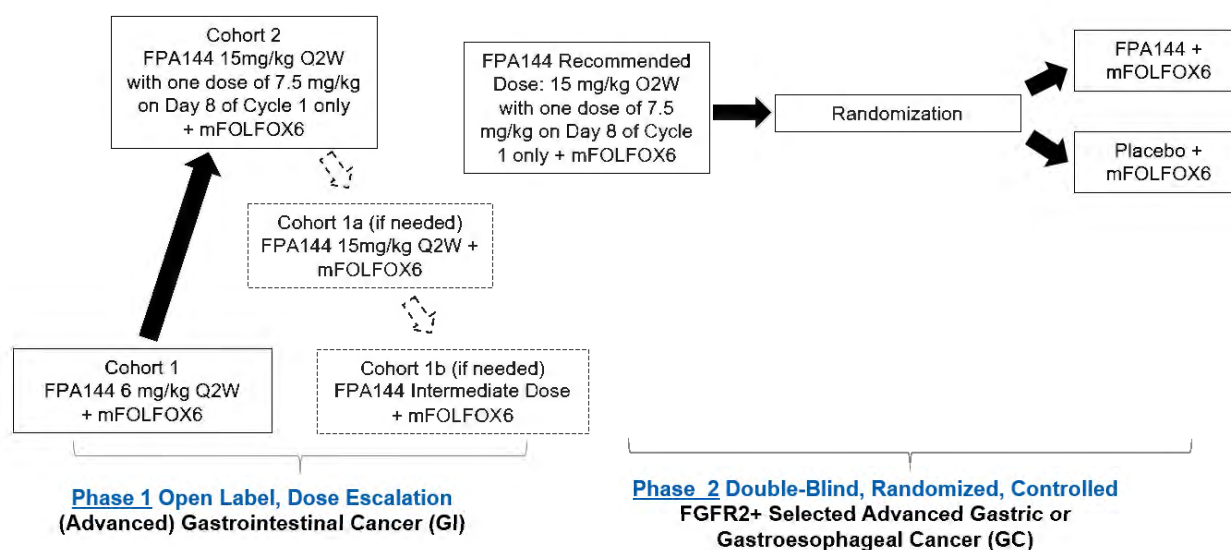 Cohort 2
FPA144 15mg/kg Q2W
with one dose of 7.5 mg/kg
on Day 8 of Cycle 1 only
+ mFOLFOX6
Cohort 1a (if needed)
FPA144 15mg/kg Q2W +
mFOLFOX6
Cohort 1
FPA144 6 mg/kg Q2W
+ mFOLFOX6
Cohort 1b (if needed)
FPA144 Intermediate Dose
+ mFOLFOX6
Phase 1 Open Label, Dose Escalation
(Advanced) Gastrointestinal Cancer (GI)
FPA144 Recommended
Dose: 15 mg/kg Q2W
with one dose of 7.5
mg/kg on Day 8 of Cycle
1 only + mFOLFOX6
Randomization
FPA144 +
mFOLFOX6
Placebo +
mFOLFOX6
Phase 2 Double-Blind, Randomized, Controlled
FGFR2+ Selected Advanced Gastric or
Gastroesophageal Cancer (GC)